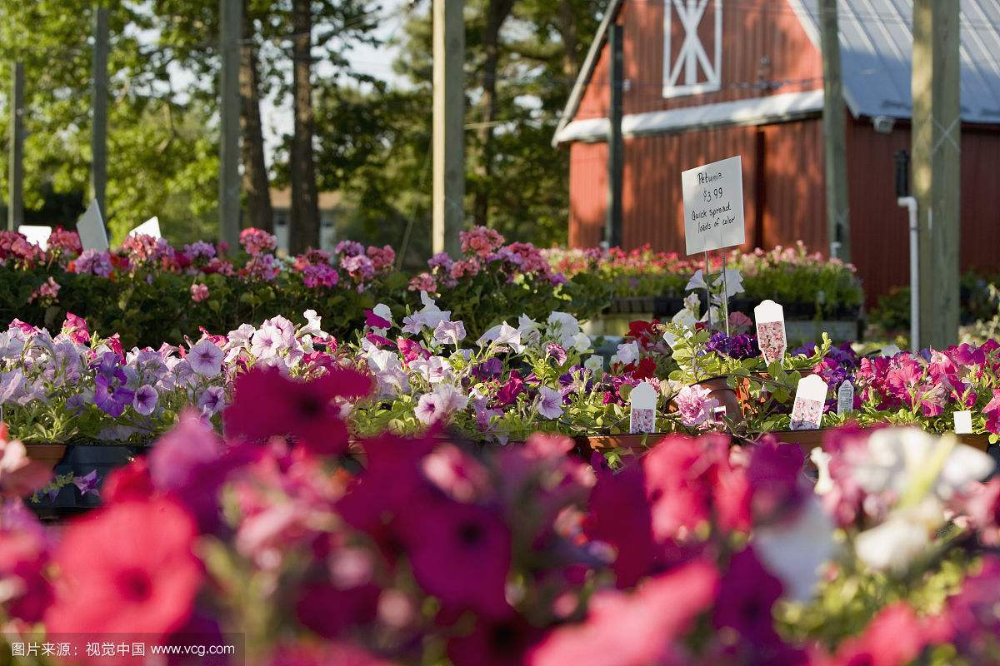 Petunia
$3.99
Quick spread
loads of color
图片来源：视觉中国 www.vcg.com